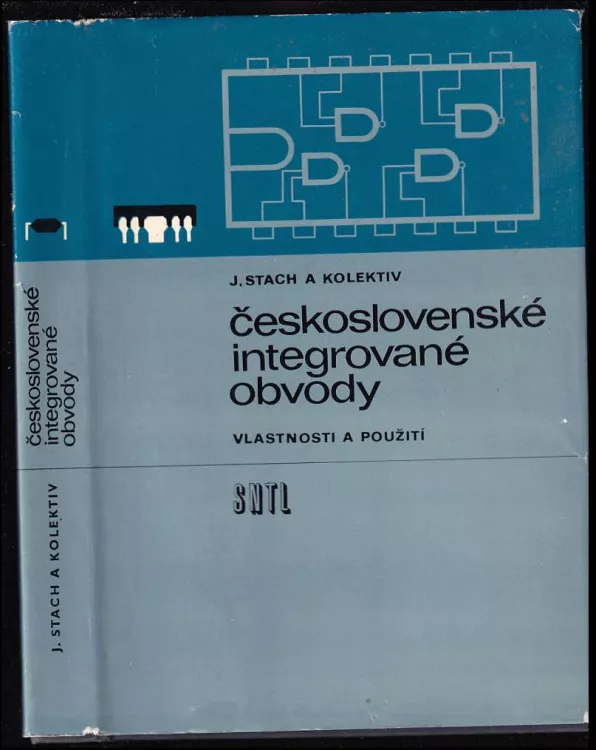 J. STACH A KOLEKTIV
československé
integrované
obvody
VLASTNOSTI A POUŽITÍ
SNTL
československé
integrované
obvody
J. STACH A KOLEKTIV